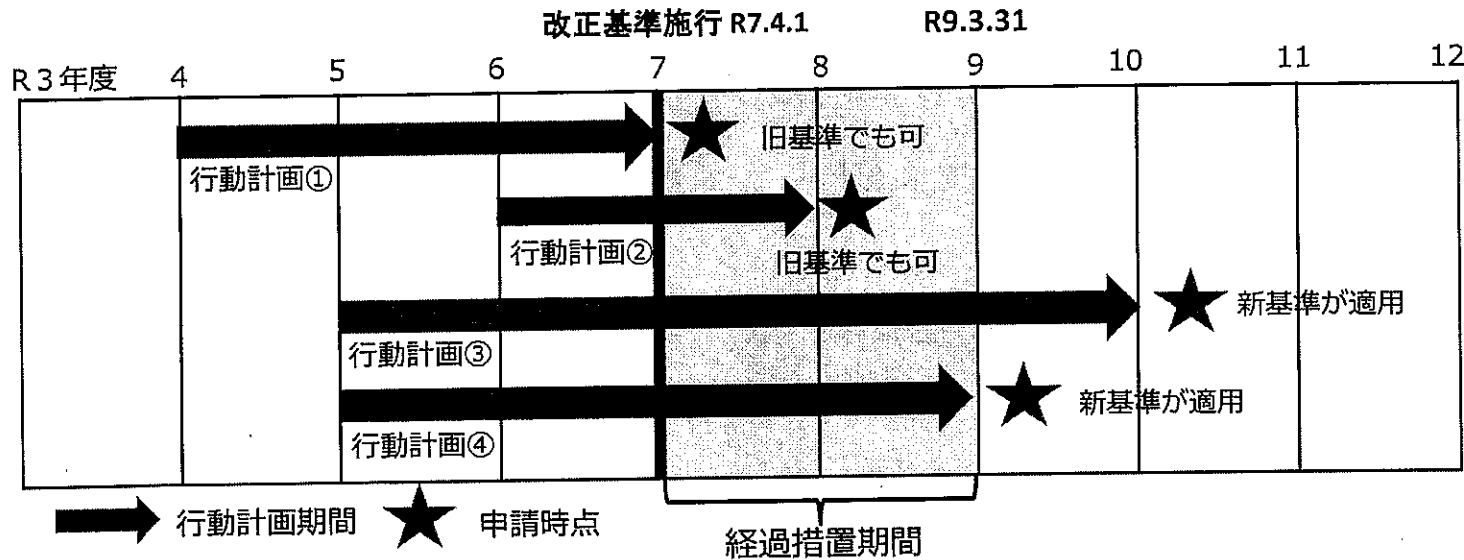 改正基準施行 R7.4.1 R9.3.31
R3年度 4 5 6 7 8 9 10 11 12
旧基準でも可
行動計画①
行動計画②
旧基準でも可
新基準が適用
行動計画③
新基準が適用
行動計画④
行動計画期間 申請時点
経過措置期間